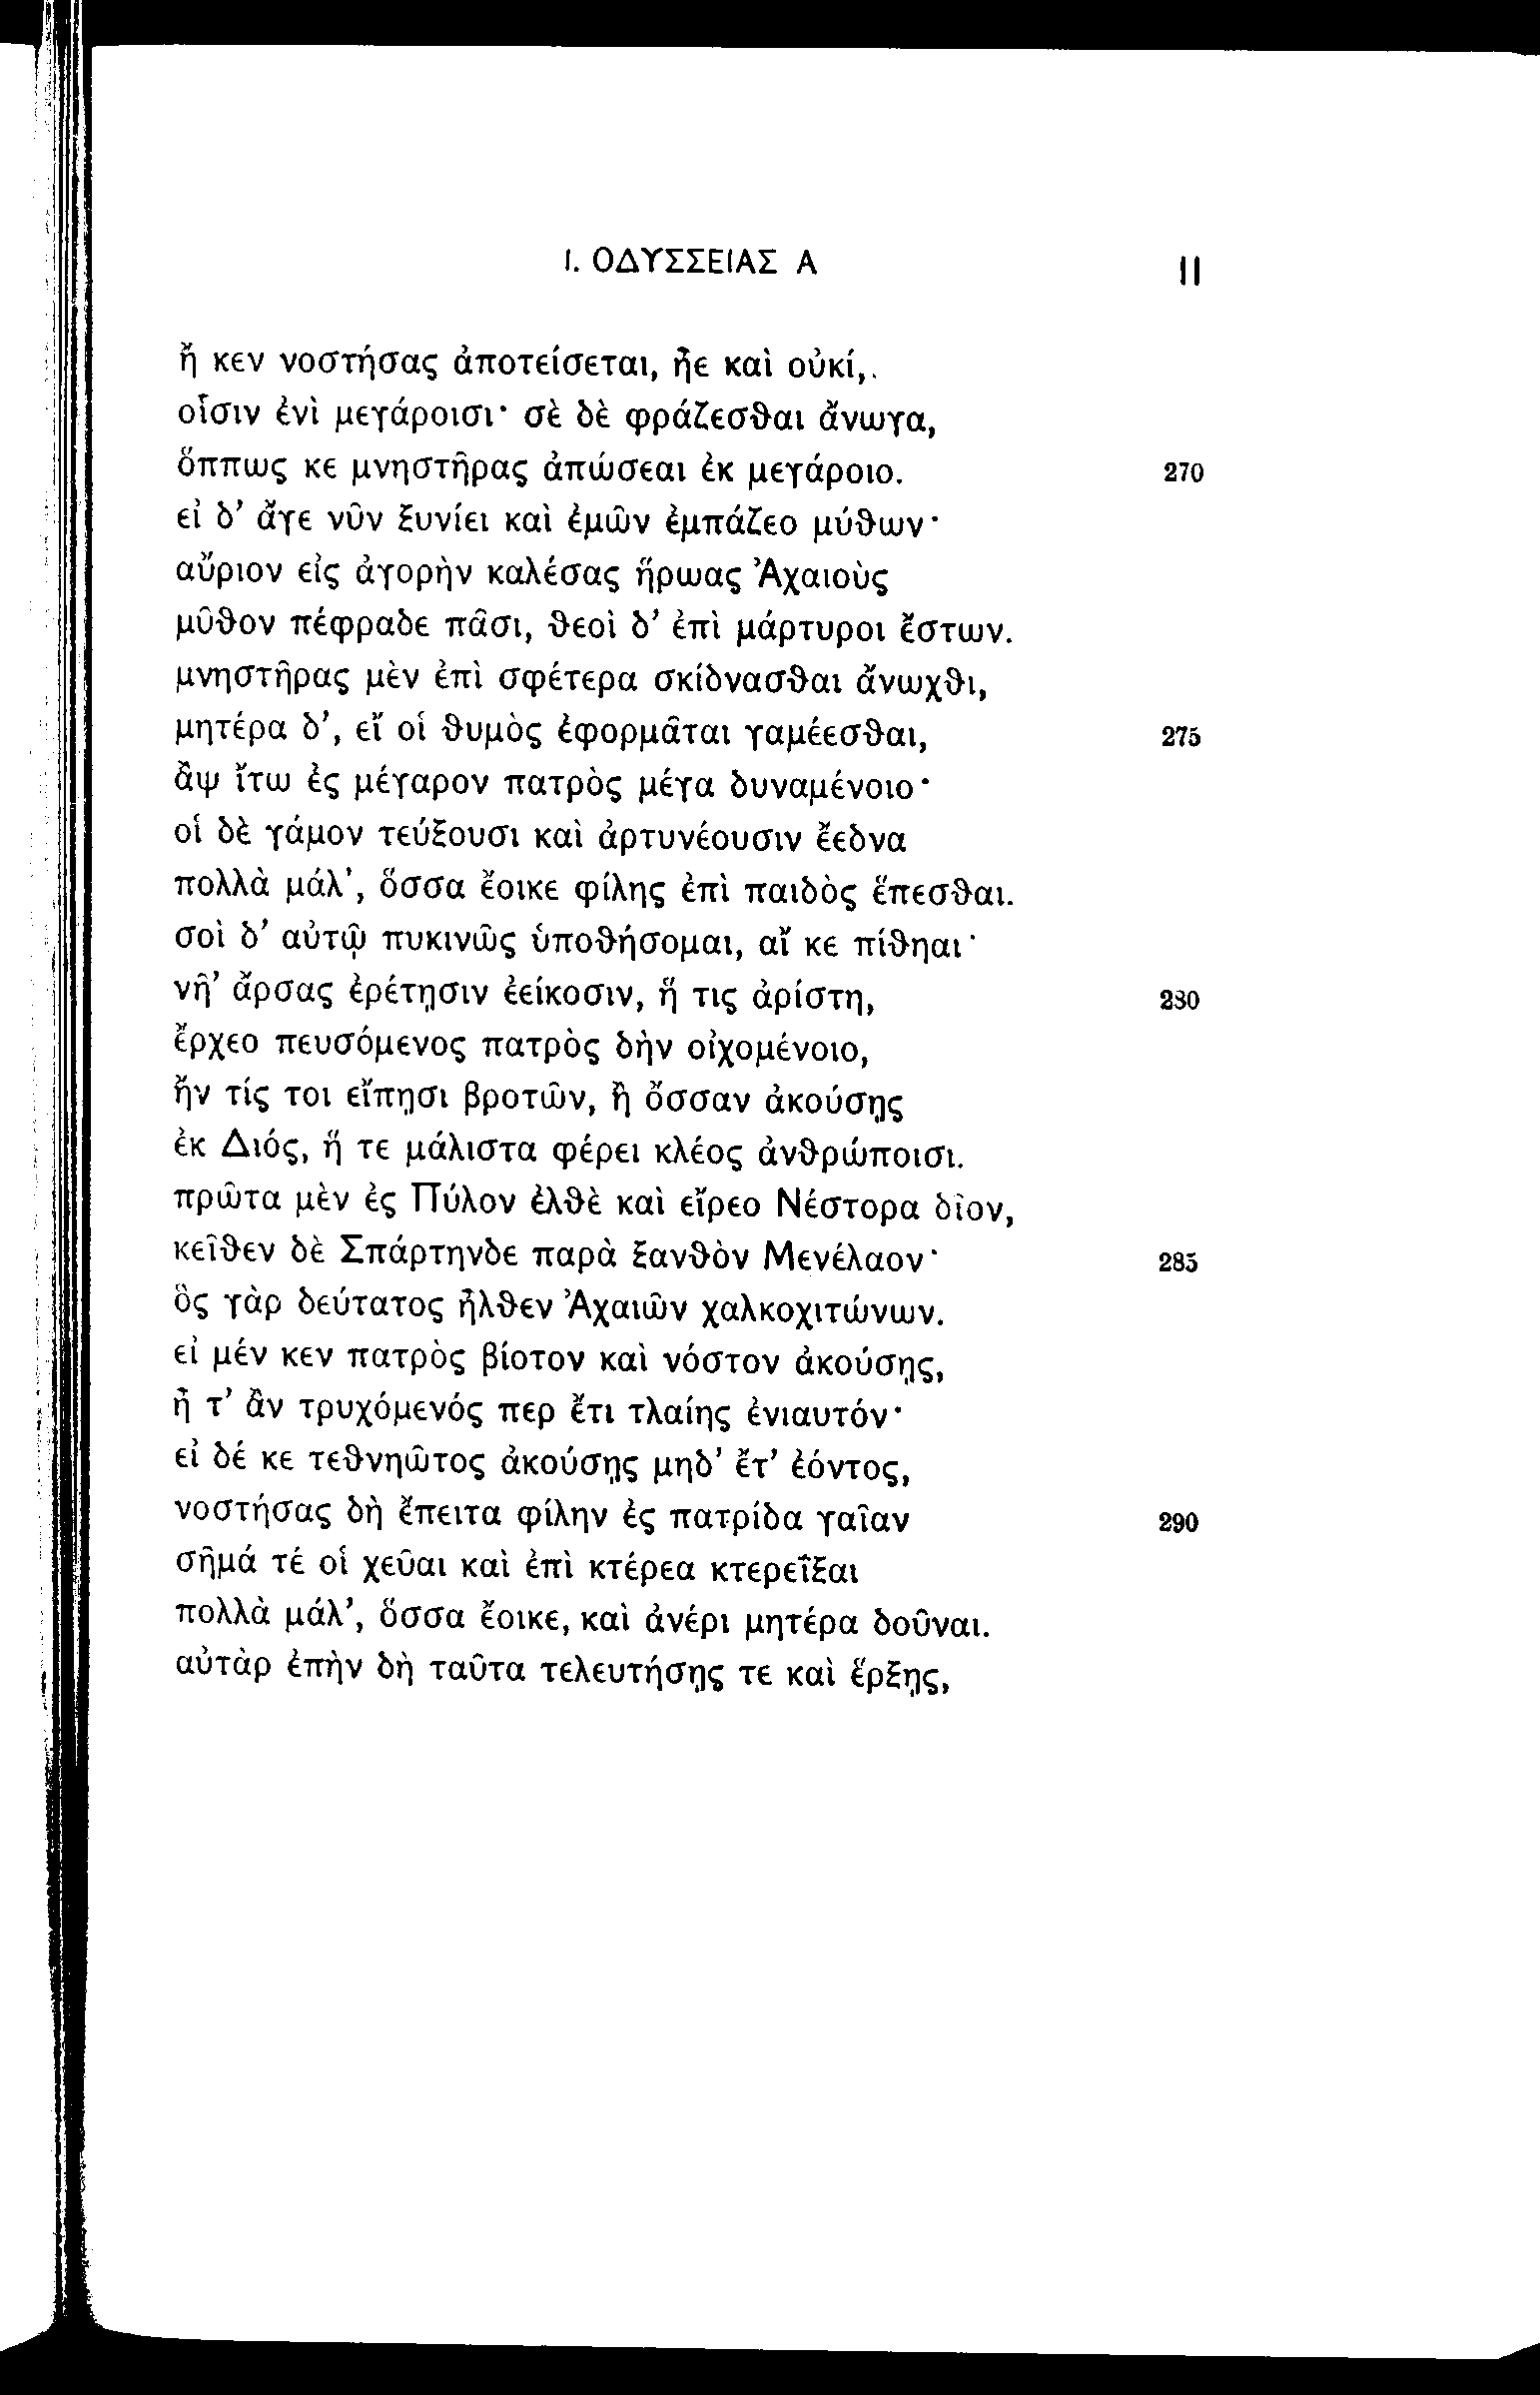 I. ΟΔΥΣΣΕΙΑΣ Α 11
ἤ κεν νοστήσας ἀποτείσεται, ἦε καὶ οὐκί,.
οἷσιν ἐνὶ μεγάροισι· σὲ δὲ φράζεσθαι ἄνωγα,
ὅππως κε μνηστῆρας ἀπώσεαι ἐκ μεγάροιο. 270
εἰ δ’ ἄγε νῦν ξυνίει καὶ ἐμῶν ἐμπάζεο μύθων·
αὔριον εἰς ἀγορὴν καλέσας ἥρωας Ἀχαιοὺς
μῦθον πέφραδε πᾶσι, θεοὶ δ’ ἐπὶ μάρτυροι ἔστων.
μνηστῆρας μὲν ἐπὶ σφέτερα σκίδνασθαι ἄνωχθι,
μητέρα δ’, εἴ οἱ θυμὸς ἐφορμᾶται γαμέεσθαι, 275
ἂψ ἴτω ἐς μέγαρον πατρὸς μέγα δυναμένοιο·
οἱ δὲ γάμον τεύξουσι καὶ ἀρτυνέουσιν ἔεδνα
πολλὰ μάλ’, ὅσσα ἔοικε φίλης ἐπὶ παιδὸς ἕπεσθαι.
σοὶ δ’ αὐτῷ πυκινῶς ὑποθήσομαι, αἴ κε πίθηαι·
νῆ’ ἄρσας ἐρέτῃσιν ἐείκοσιν, ἥ τις ἀρίστη, 280
ἔρχεο πευσόμενος πατρὸς δὴν οἰχομένοιο,
ἤν τίς τοι εἴπῃσι βροτῶν, ἢ ὄσσαν ἀκούσῃς
ἐκ Διός, ἥ τε μάλιστα φέρει κλέος ἀνθρώποισι.
πρῶτα μὲν ἐς Πύλον ἐλθὲ καὶ εἴρεο Νέστορα δῖον,
κεῖθεν δὲ Σπάρτηνδε παρὰ ξανθὸν Μενέλαον· 285
ὃς γὰρ δεύτατος ἦλθεν Ἀχαιῶν χαλκοχιτώνων.
εἰ μέν κεν πατρὸς βίοτον καὶ νόστον ἀκούσῃς,
ἦ τ’ ἂν τρυχόμενός περ ἔτι τλαίης ἐνιαυτόν·
εἰ δέ κε τεθνηῶτος ἀκούσῃς μηδ’ ἔτ’ ἐόντος,
νοστήσας δὴ ἔπειτα φίλην ἐς πατρίδα γαῖαν 290
σῆμά τέ οἱ χεῦαι καὶ ἐπὶ κτέρεα κτερεΐξαι
πολλὰ μάλ’, ὅσσα ἔοικε, καὶ ἀνέρι μητέρα δοῦναι.
αὐτὰρ ἐπὴν δὴ ταῦτα τελευτήσῃς τε καὶ ἕρξῃς,